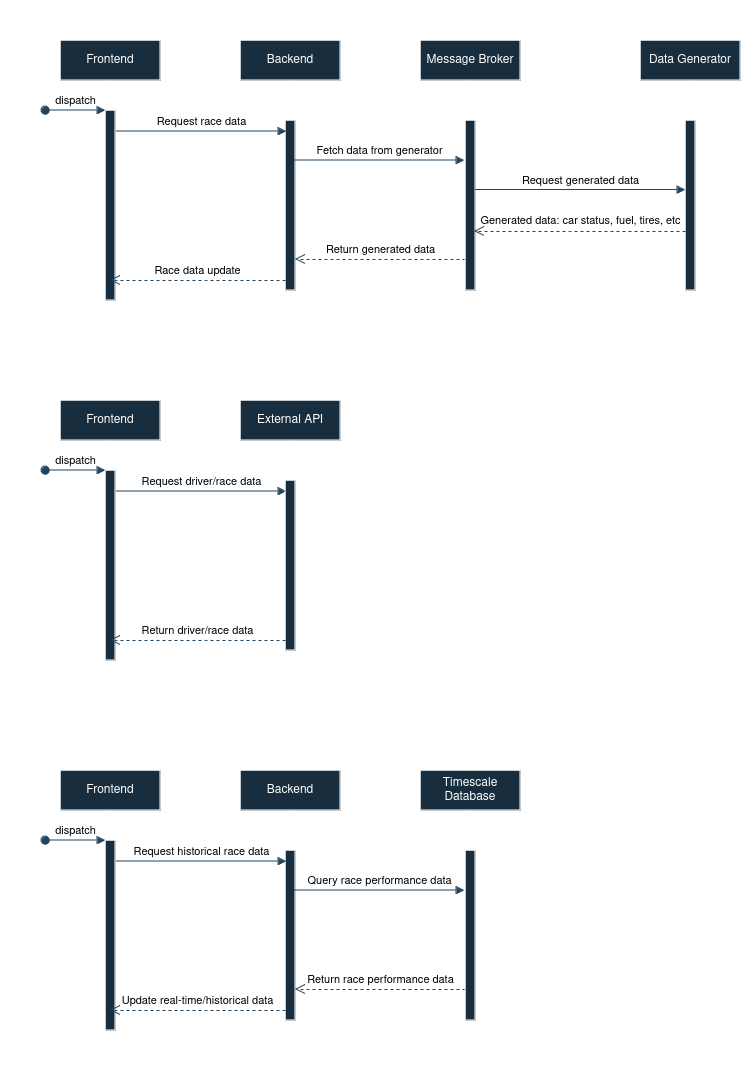 Frontend
Backend
Message Broker
Data Generator
dispatch
Request race data
Fetch data from generator
Request generated data
Generated data: car status, fuel, tires, etc
Return generated data
Race data update
Frontend
External API
dispatch
Request driver/race data
Return driver/race data
Frontend
Backend
Timescale
Database
dispatch
Request historical race data
Query race performance data
Return race performance data
Update real-time/historical data